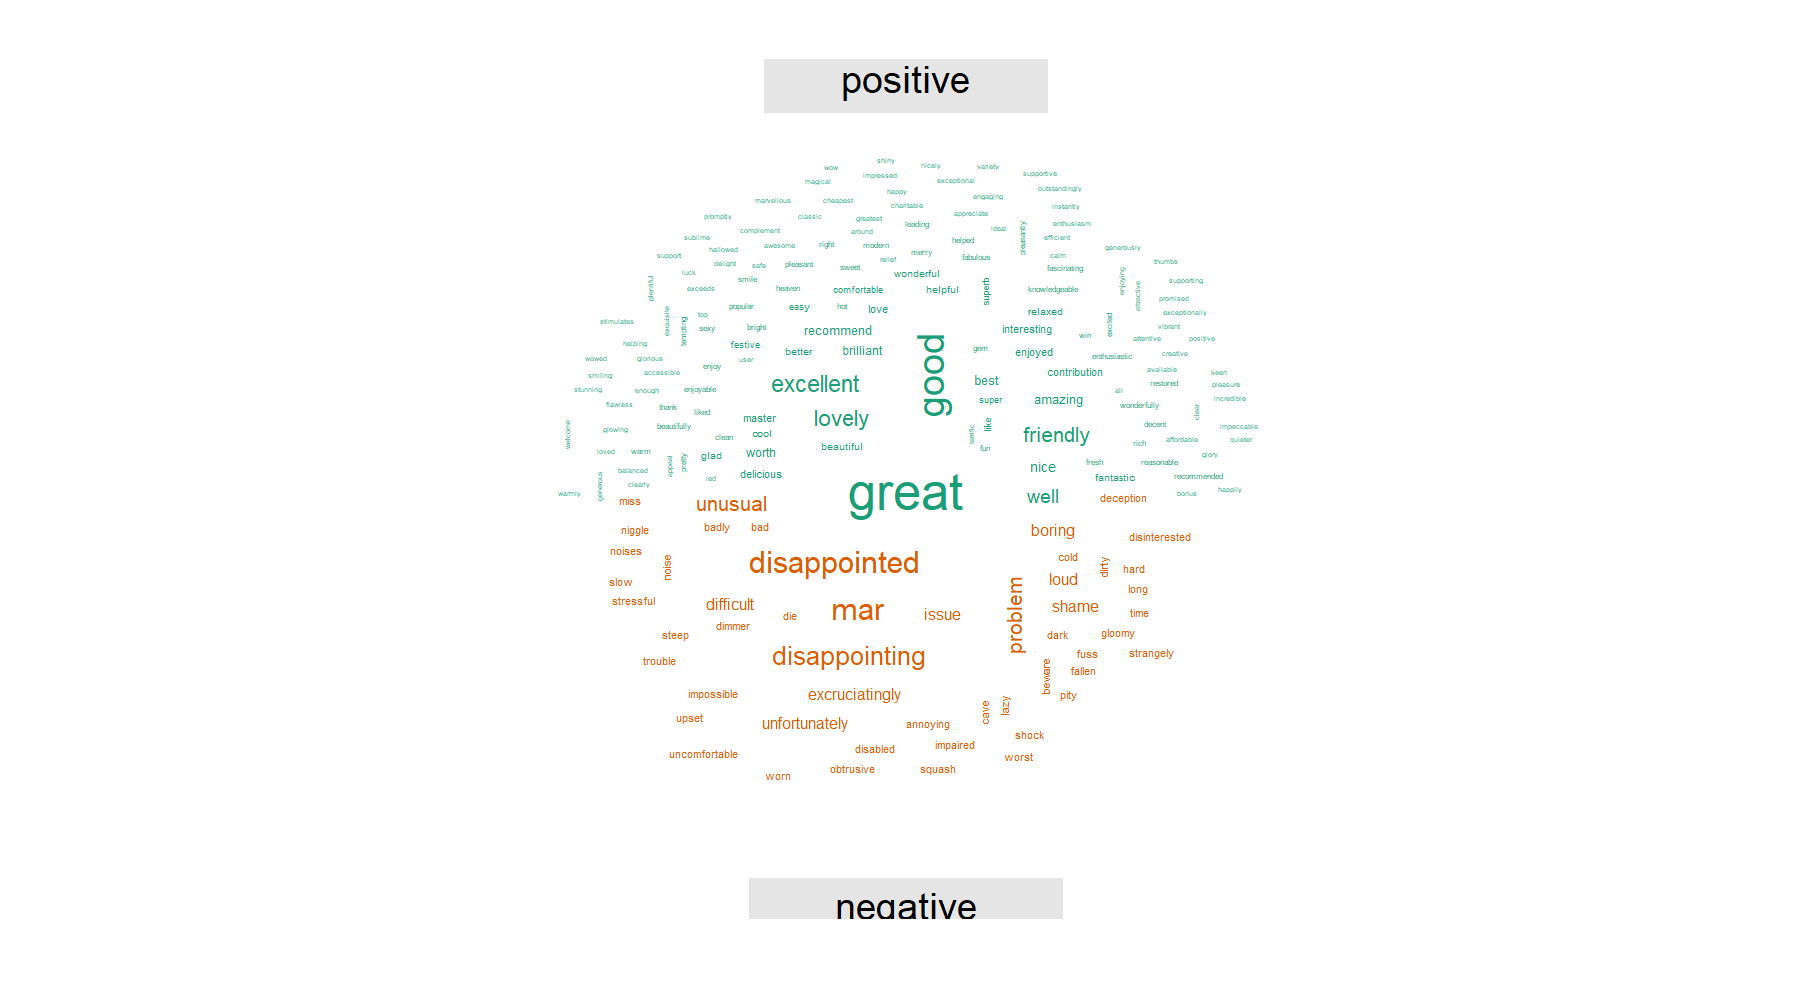 positive
shiny
wow nicely variety
impressed supportive
magical exceptional
happy outstandingly
marvellous cheapest engaging
charitable instantly
promptly classic greatest appreciate
leading enthusiasm
complement around ideal pleasantly
sublime helped efficient
hallowed awesome right modern generously
support merry fabulous calm
delight safe pleasant sweet relief thumbs
luck wonderful fascinating
smile enjoying supporting
plentiful exceeds heaven comfortable helpful superb knowledgeable attractive
promised
popular easy hot love relaxed exceptionally
stimulates exquisite top excited vibrant
tempting sexy bright recommend interesting
helping festive user better brilliant good gem enjoyed win attentive positive
wowed glorious enjoy enthusiastic creative
smiling accessible contribution available keen
stunning enough enjoyable excellent best restored pleasure
all
flawless thank liked super amazing wonderfully clear incredible
beautifully master lovely like decent impeccable
welcome glowing clean cool terrific friendly rich affordable quieter
loved warm glad worth beautiful fun glory
balanced appeal pretty nice fresh reasonable
generous clearly led delicious fantastic recommended
warmly great well bonus happily
miss unusual deception
niggle badly bad boring disinterested
noises noise disappointed cold dirty hard
slow loud long
stressful difficult die mar issue problem shame time
steep dimmer dark gloomy
trouble disappointing fuss strangely
beware fallen
impossible excruciatingly pity
upset unfortunately annoying cave lazy
shock
uncomfortable disabled impaired worst
worn obtrusive squash
negative